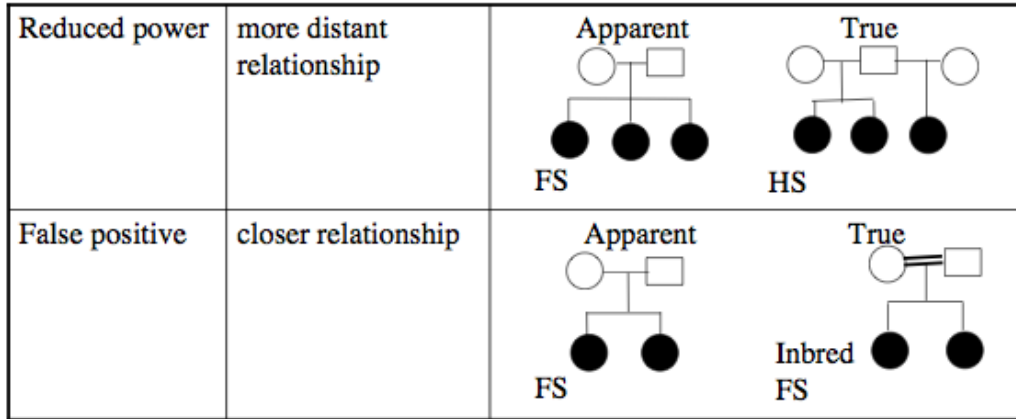 Reduced power
more distant
relationship
Apparent
True
FS
HS
False positive
closer relationship
Apparent
True
FS
Inbred
FS